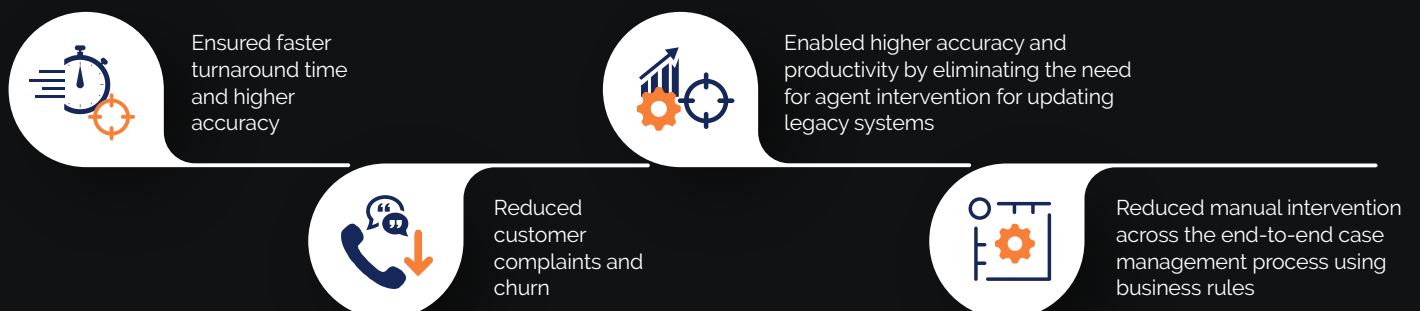 Ensured faster
turnaround time
and higher
accuracy
Reduced
customer
complaints and
churn
Enabled higher accuracy and
productivity by eliminating the need
for agent intervention for updating
legacy systems
Reduced manual intervention
across the end-to-end case
management process using
business rules